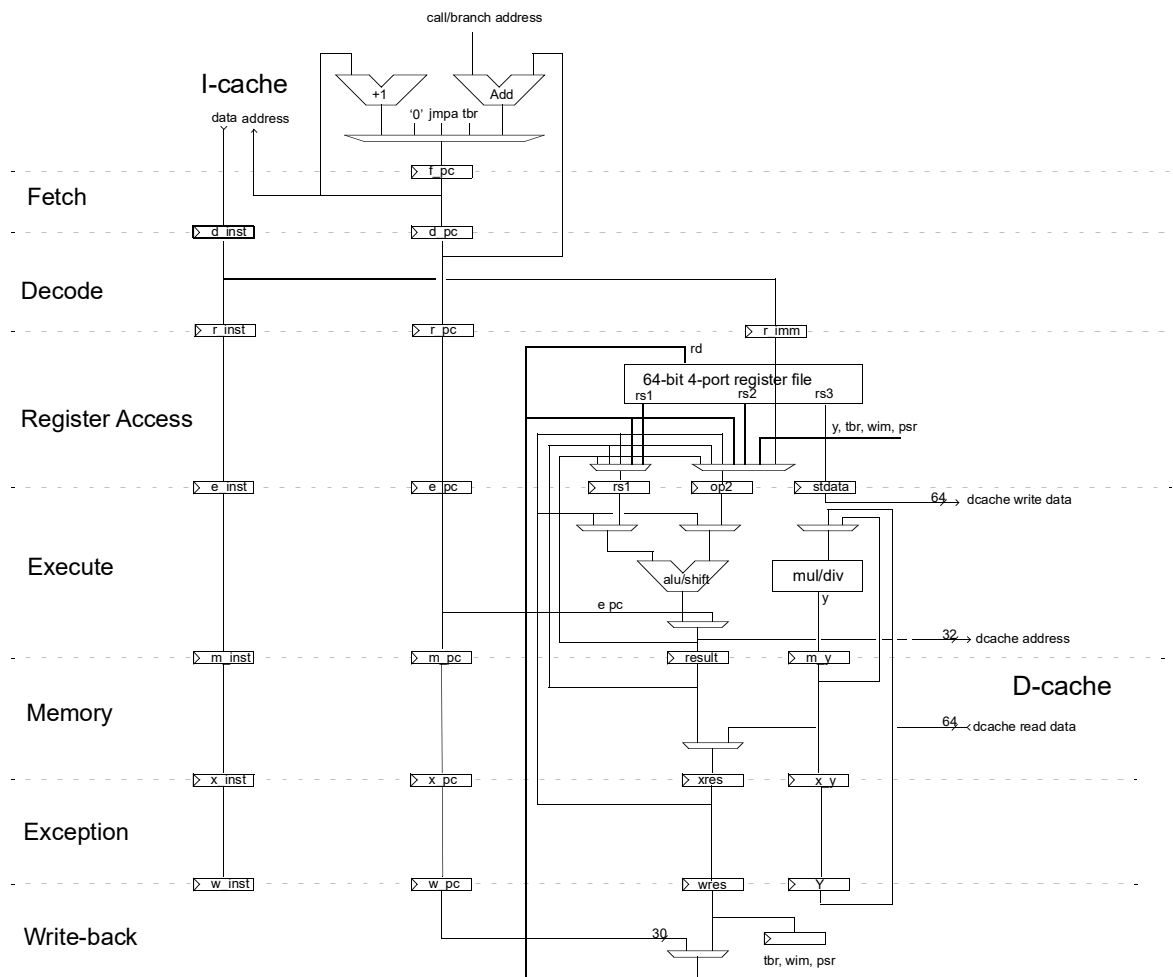 call/branch address
I-cache
+1
Add
data address
'0' jmpa tbr
f_pc
Fetch
d_inst
d_pc
Decode
r_inst
r_pc
r_imm
rd
64-bit 4-port register file
rs1
rs2
rs3
Register Access
y, tbr, wim, psr
e_inst
e_pc
rs1
op2
stdata
64
dcache write data
Execute
alu/shift
mul/div
y
e pc
32
dcache address
m_inst
m_pc
result
m_y
D-cache
Memory
64
dcache read data
x_inst
x_pc
xres
x_y
Exception
w_inst
w_pc
wres
Y
Write-back
30
tbr, wim, psr